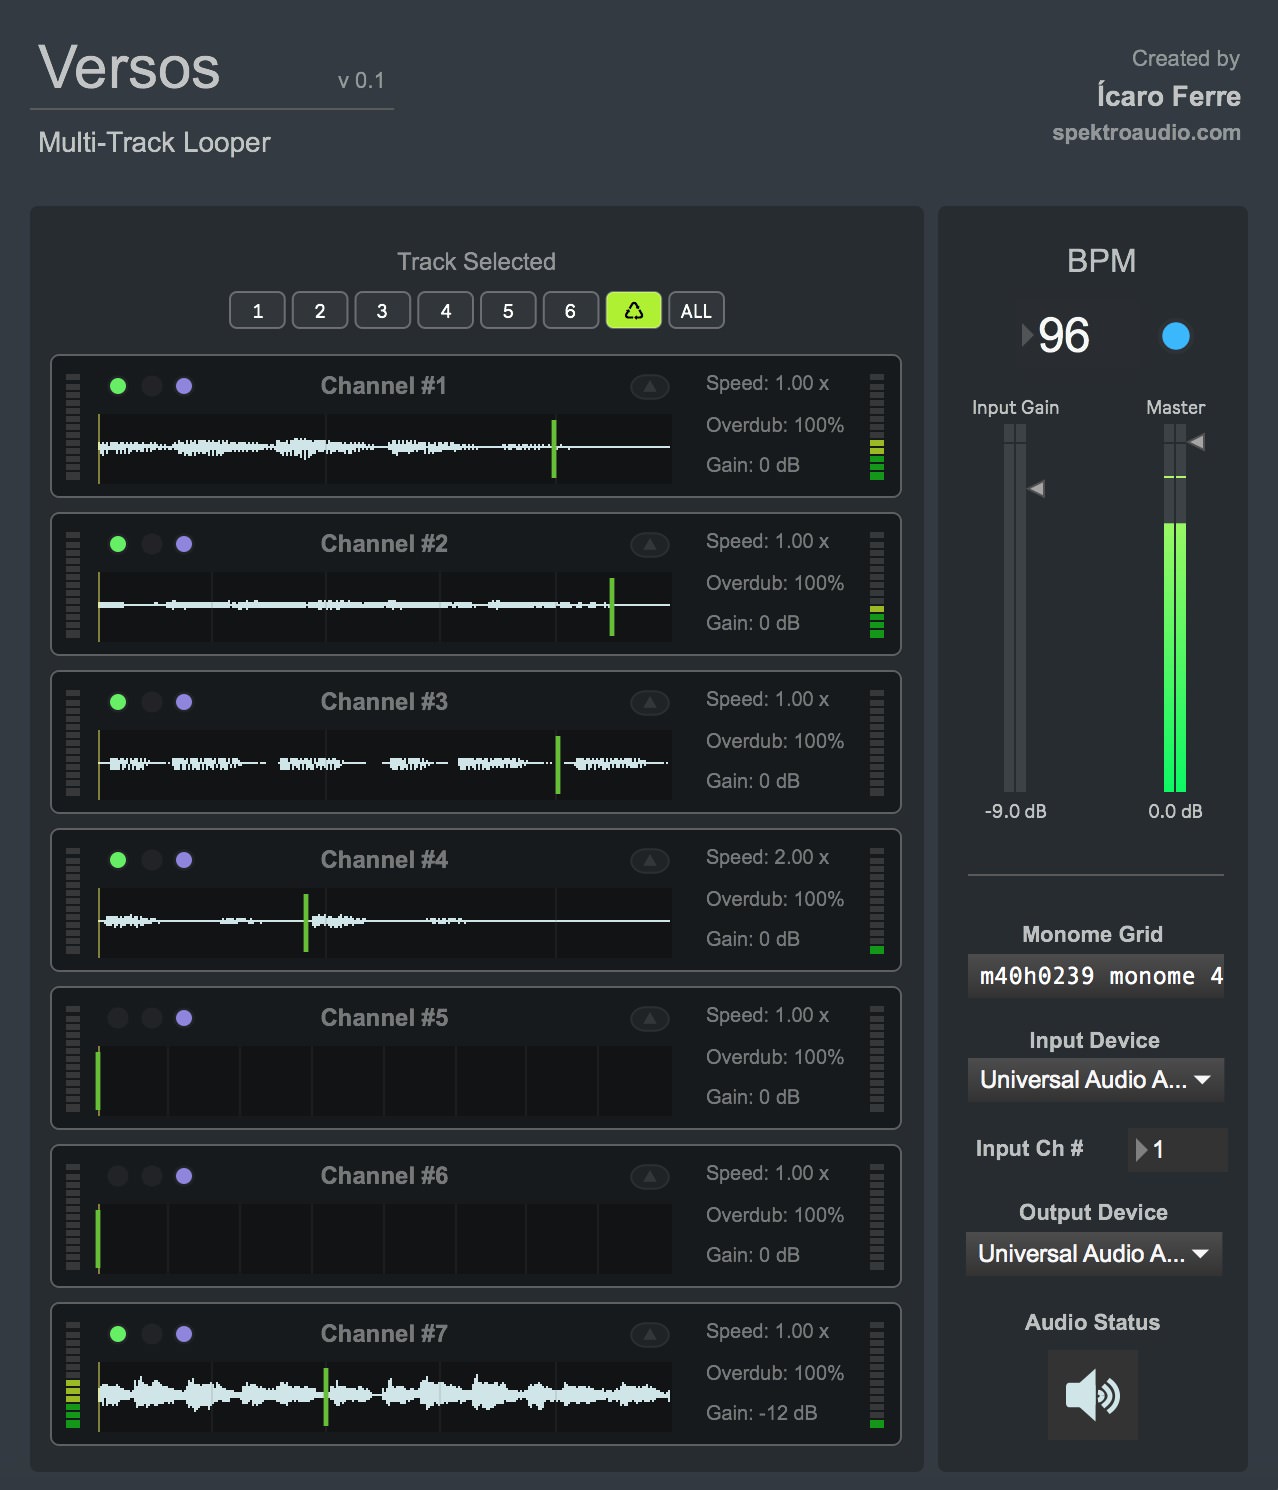 Versos
v 0.1
Multi-Track Looper
Created by
Ícaro Ferre
spektroaudio.com
Track Selected
1 2 3 4 5 6 ALL
Channel #1
Speed: 1.00 x
Overdub: 100%
Gain: 0 dB
Channel #2
Speed: 1.00 x
Overdub: 100%
Gain: 0 dB
Channel #3
Speed: 1.00 x
Overdub: 100%
Gain: 0 dB
Channel #4
Speed: 2.00 x
Overdub: 100%
Gain: 0 dB
Channel #5
Speed: 1.00 x
Overdub: 100%
Gain: 0 dB
Channel #6
Speed: 1.00 x
Overdub: 100%
Gain: 0 dB
Channel #7
Speed: 1.00 x
Overdub: 100%
Gain: -12 dB
BPM
96
Input Gain
Master
-9.0 dB
0.0 dB
Monome Grid
m40h0239 monome 4
Input Device
Universal Audio A...
Input Ch #
1
Output Device
Universal Audio A...
Audio Status